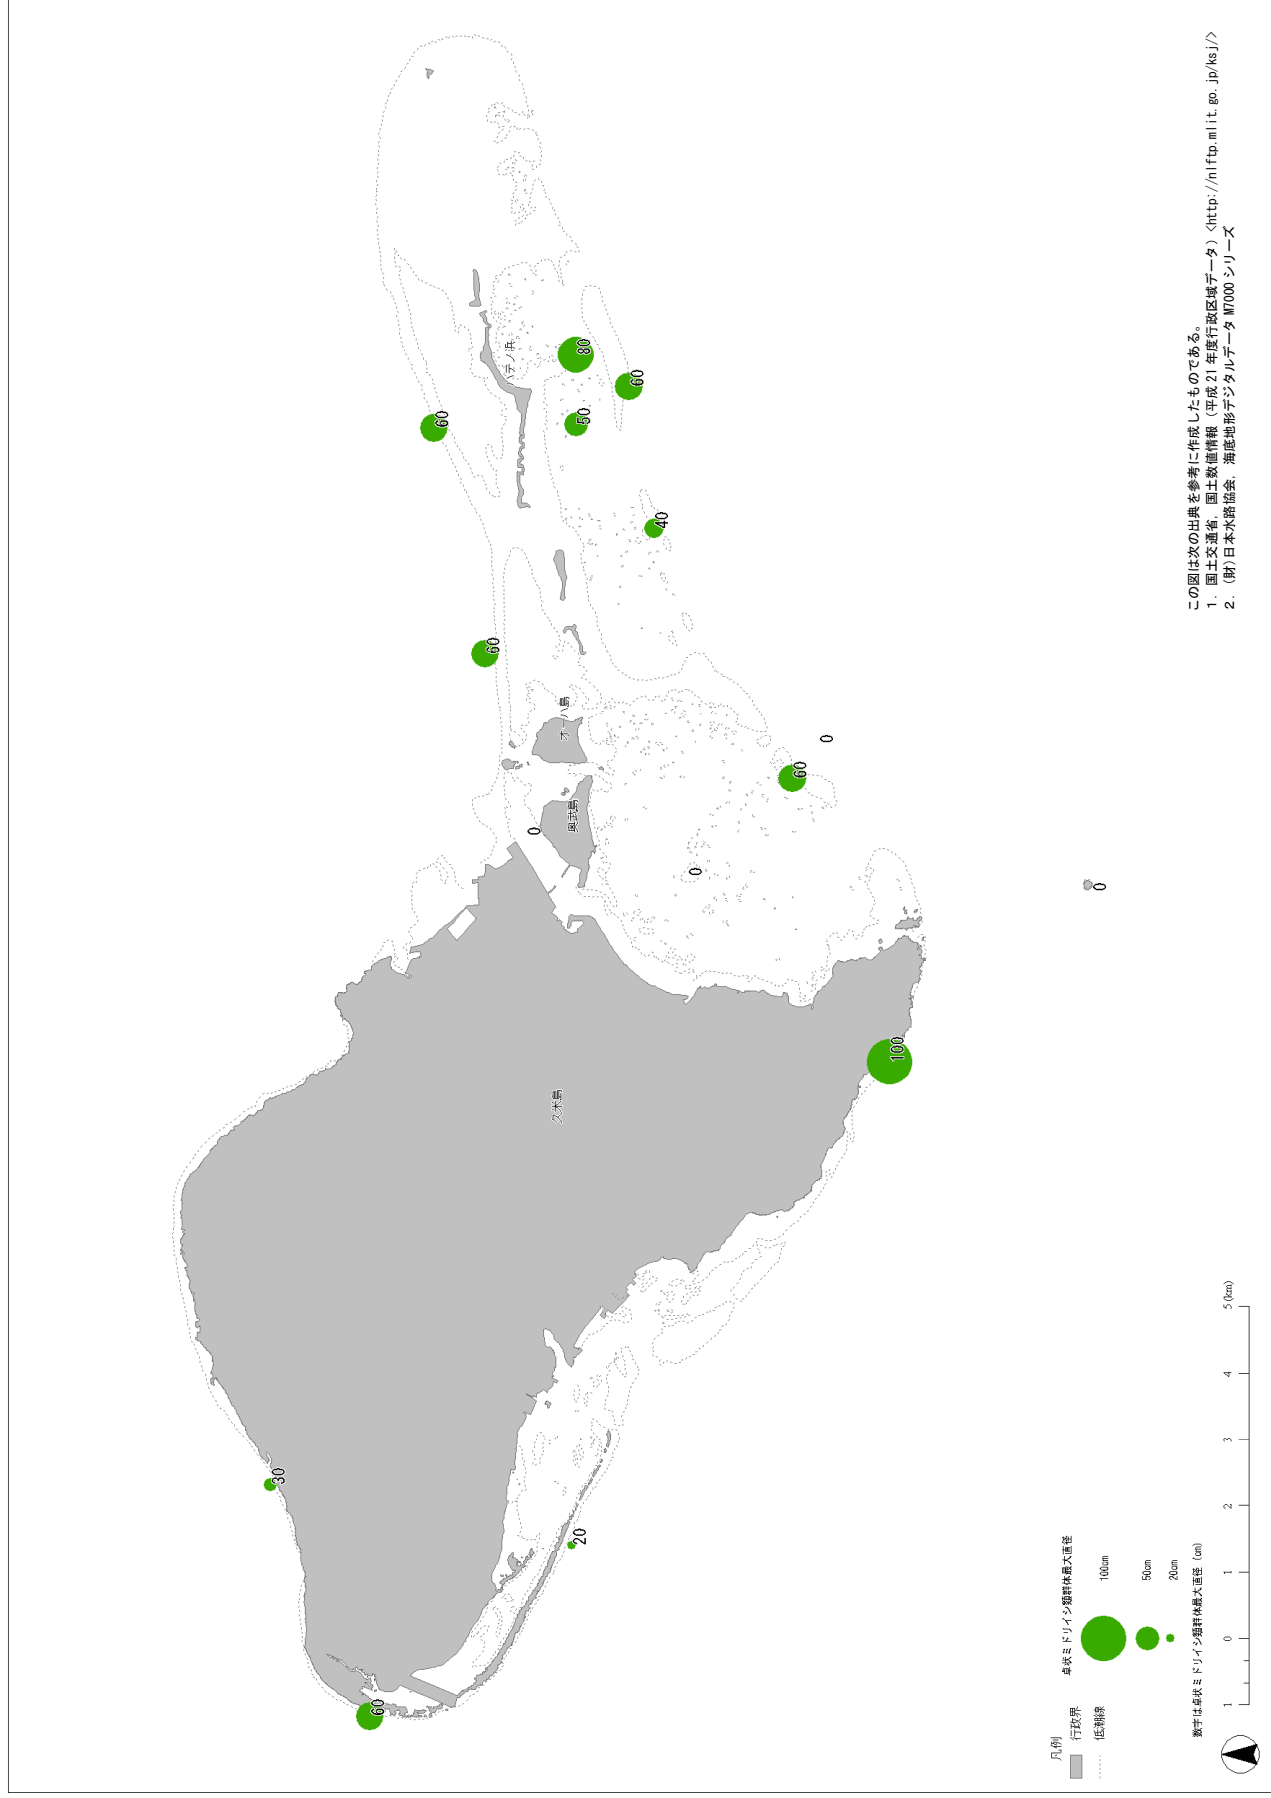 60
30
20
100
久米島
0
0
0
60
0
奥武島
オーハ島
60
40
60
50
60
80
ハテノ浜
凡例
行政界
低潮線
卓状ミドリイシ類群体最大直径
100cm
50cm
20cm
数字は卓状ミドリイシ類群体最大直径 (cm)
1 0 1 2 3 4 5(km)
この図は次の出典を参考に作成したものである。
1. 国土交通省, 国土数値情報 (平成 21 年度行政区域データ) <http://nlftp.mlit.go.jp/ksj/>
2. (財)日本水路協会, 海底地形デジタルデータ M7000 シリーズ